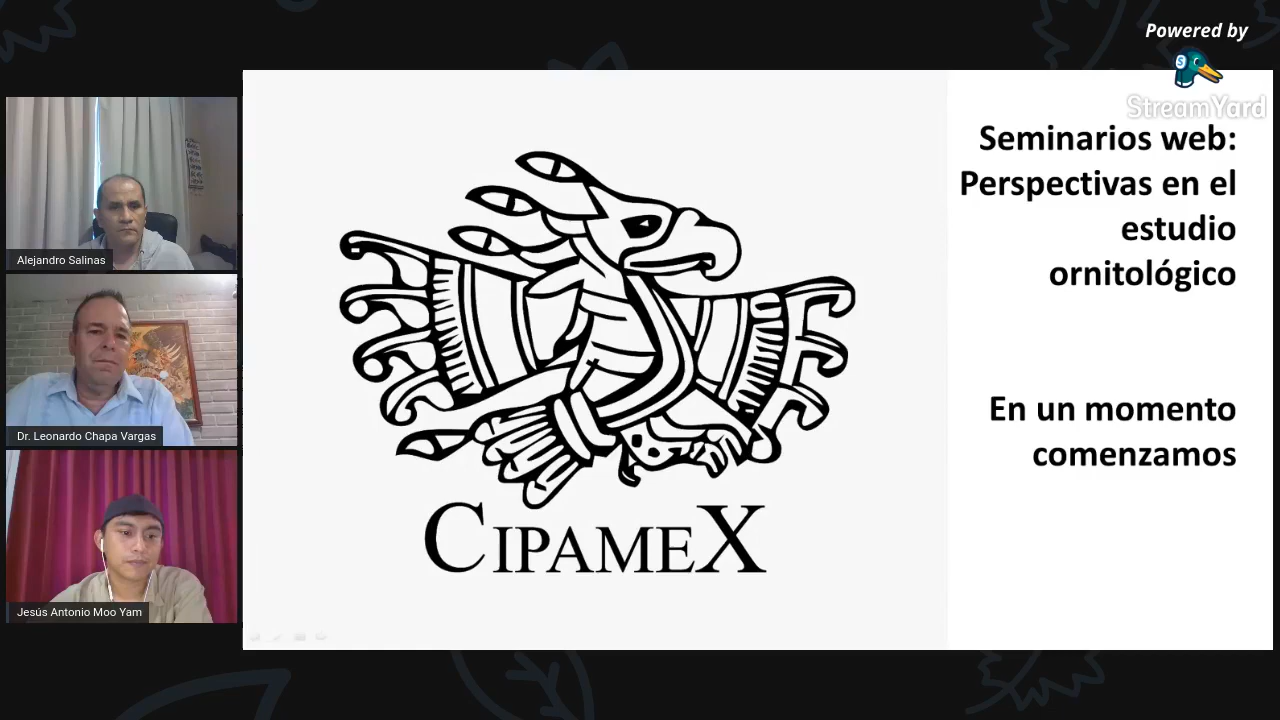 Powered by
StreamYard
Alejandro Salinas
Dr. Leonardo Chapa Vargas
Jesús Antonio Moo Yam
CIPAMEX
Seminarios web:
Perspectivas en el
estudio
ornitológico
En un momento
comenzamos